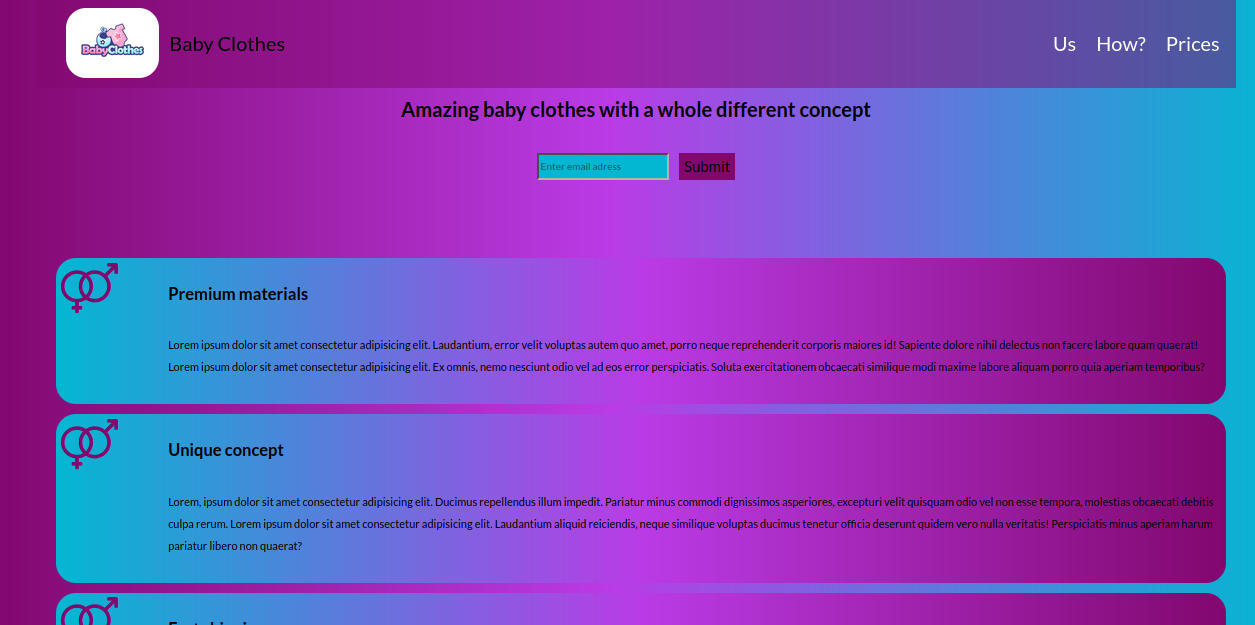 BabyClothes
Baby Clothes
Us How? Prices
Amazing baby clothes with a whole different concept
Enter email adress
Submit
Premium materials
Lorem ipsum dolor sit amet consectetur adipisicing elit. Laudantium, error velit voluptas autem quo amet, porro neque reprehenderit corporis maiores id! Sapiente dolore nihil delectus non facere labore quam quaerat!
Lorem ipsum dolor sit amet consectetur adipisicing elit. Ex omnis, nemo nesciunt odio vel ad eos error perspiciatis. Soluta exercitationem obcaecati similique modi maxime labore aliquam porro quia aperiam temporibus?
Unique concept
Lorem, ipsum dolor sit amet consectetur adipisicing elit. Ducimus repellendus illum impedit. Pariatur minus commodi dignissimos asperiores, excepturi velit quisquam odio vel non esse tempora, molestias obcaecati debitis
culpa rerum. Lorem ipsum dolor sit amet consectetur adipisicing elit. Laudantium aliquid reiciendis, neque similique voluptas ducimus tenetur officia deserunt quidem vero nulla veritatis! Perspiciatis minus aperiam harum
pariatur libero non quaerat?